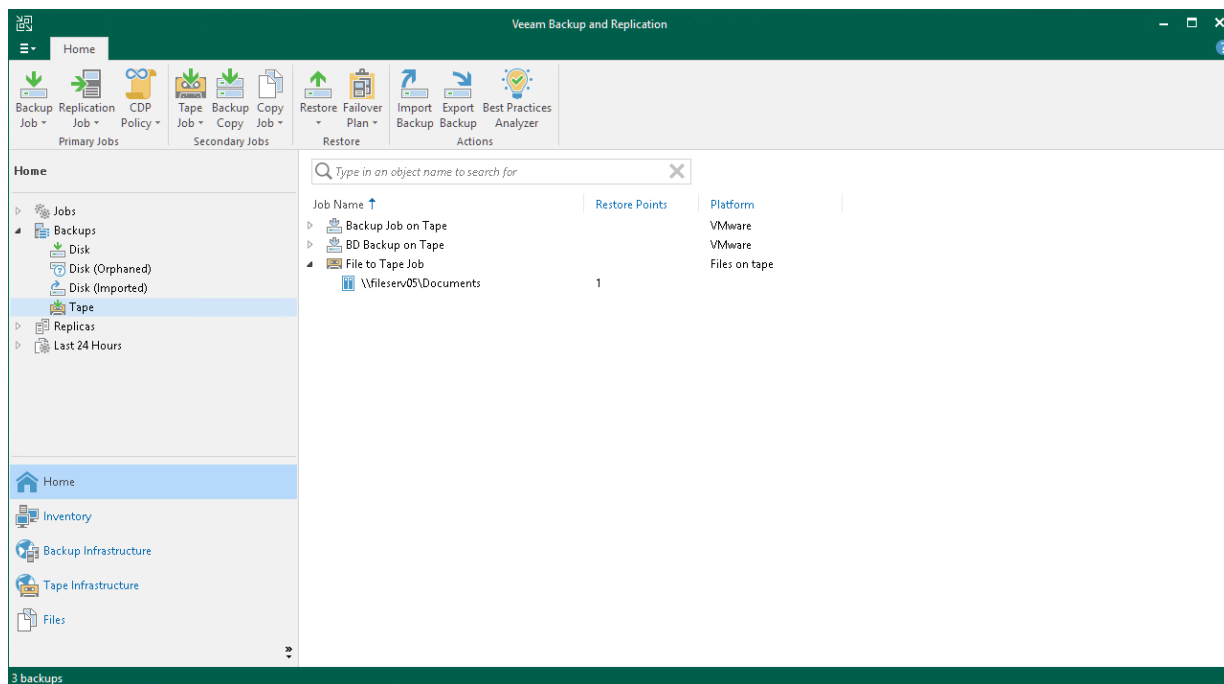 Veeam Backup and Replication
Home
Backup Job
Replication Job
CDP Policy
Tape Job
Backup Copy
Copy Job
Restore
Failover Plan
Import Backup
Export Backup
Best Practices Analyzer
Primary Jobs
Secondary Jobs
Restore
Actions
Home
Type in an object name to search for
Jobs
Backups
Disk
Disk (Orphaned)
Disk (Imported)
Tape
Replicas
Last 24 Hours
Job Name Restore Points Platform
Backup Job on Tape VMware
BD Backup on Tape VMware
File to Tape Job Files on tape
\\fileserv05\Documents 1
Home
Inventory
Backup Infrastructure
Tape Infrastructure
Files
3 backups